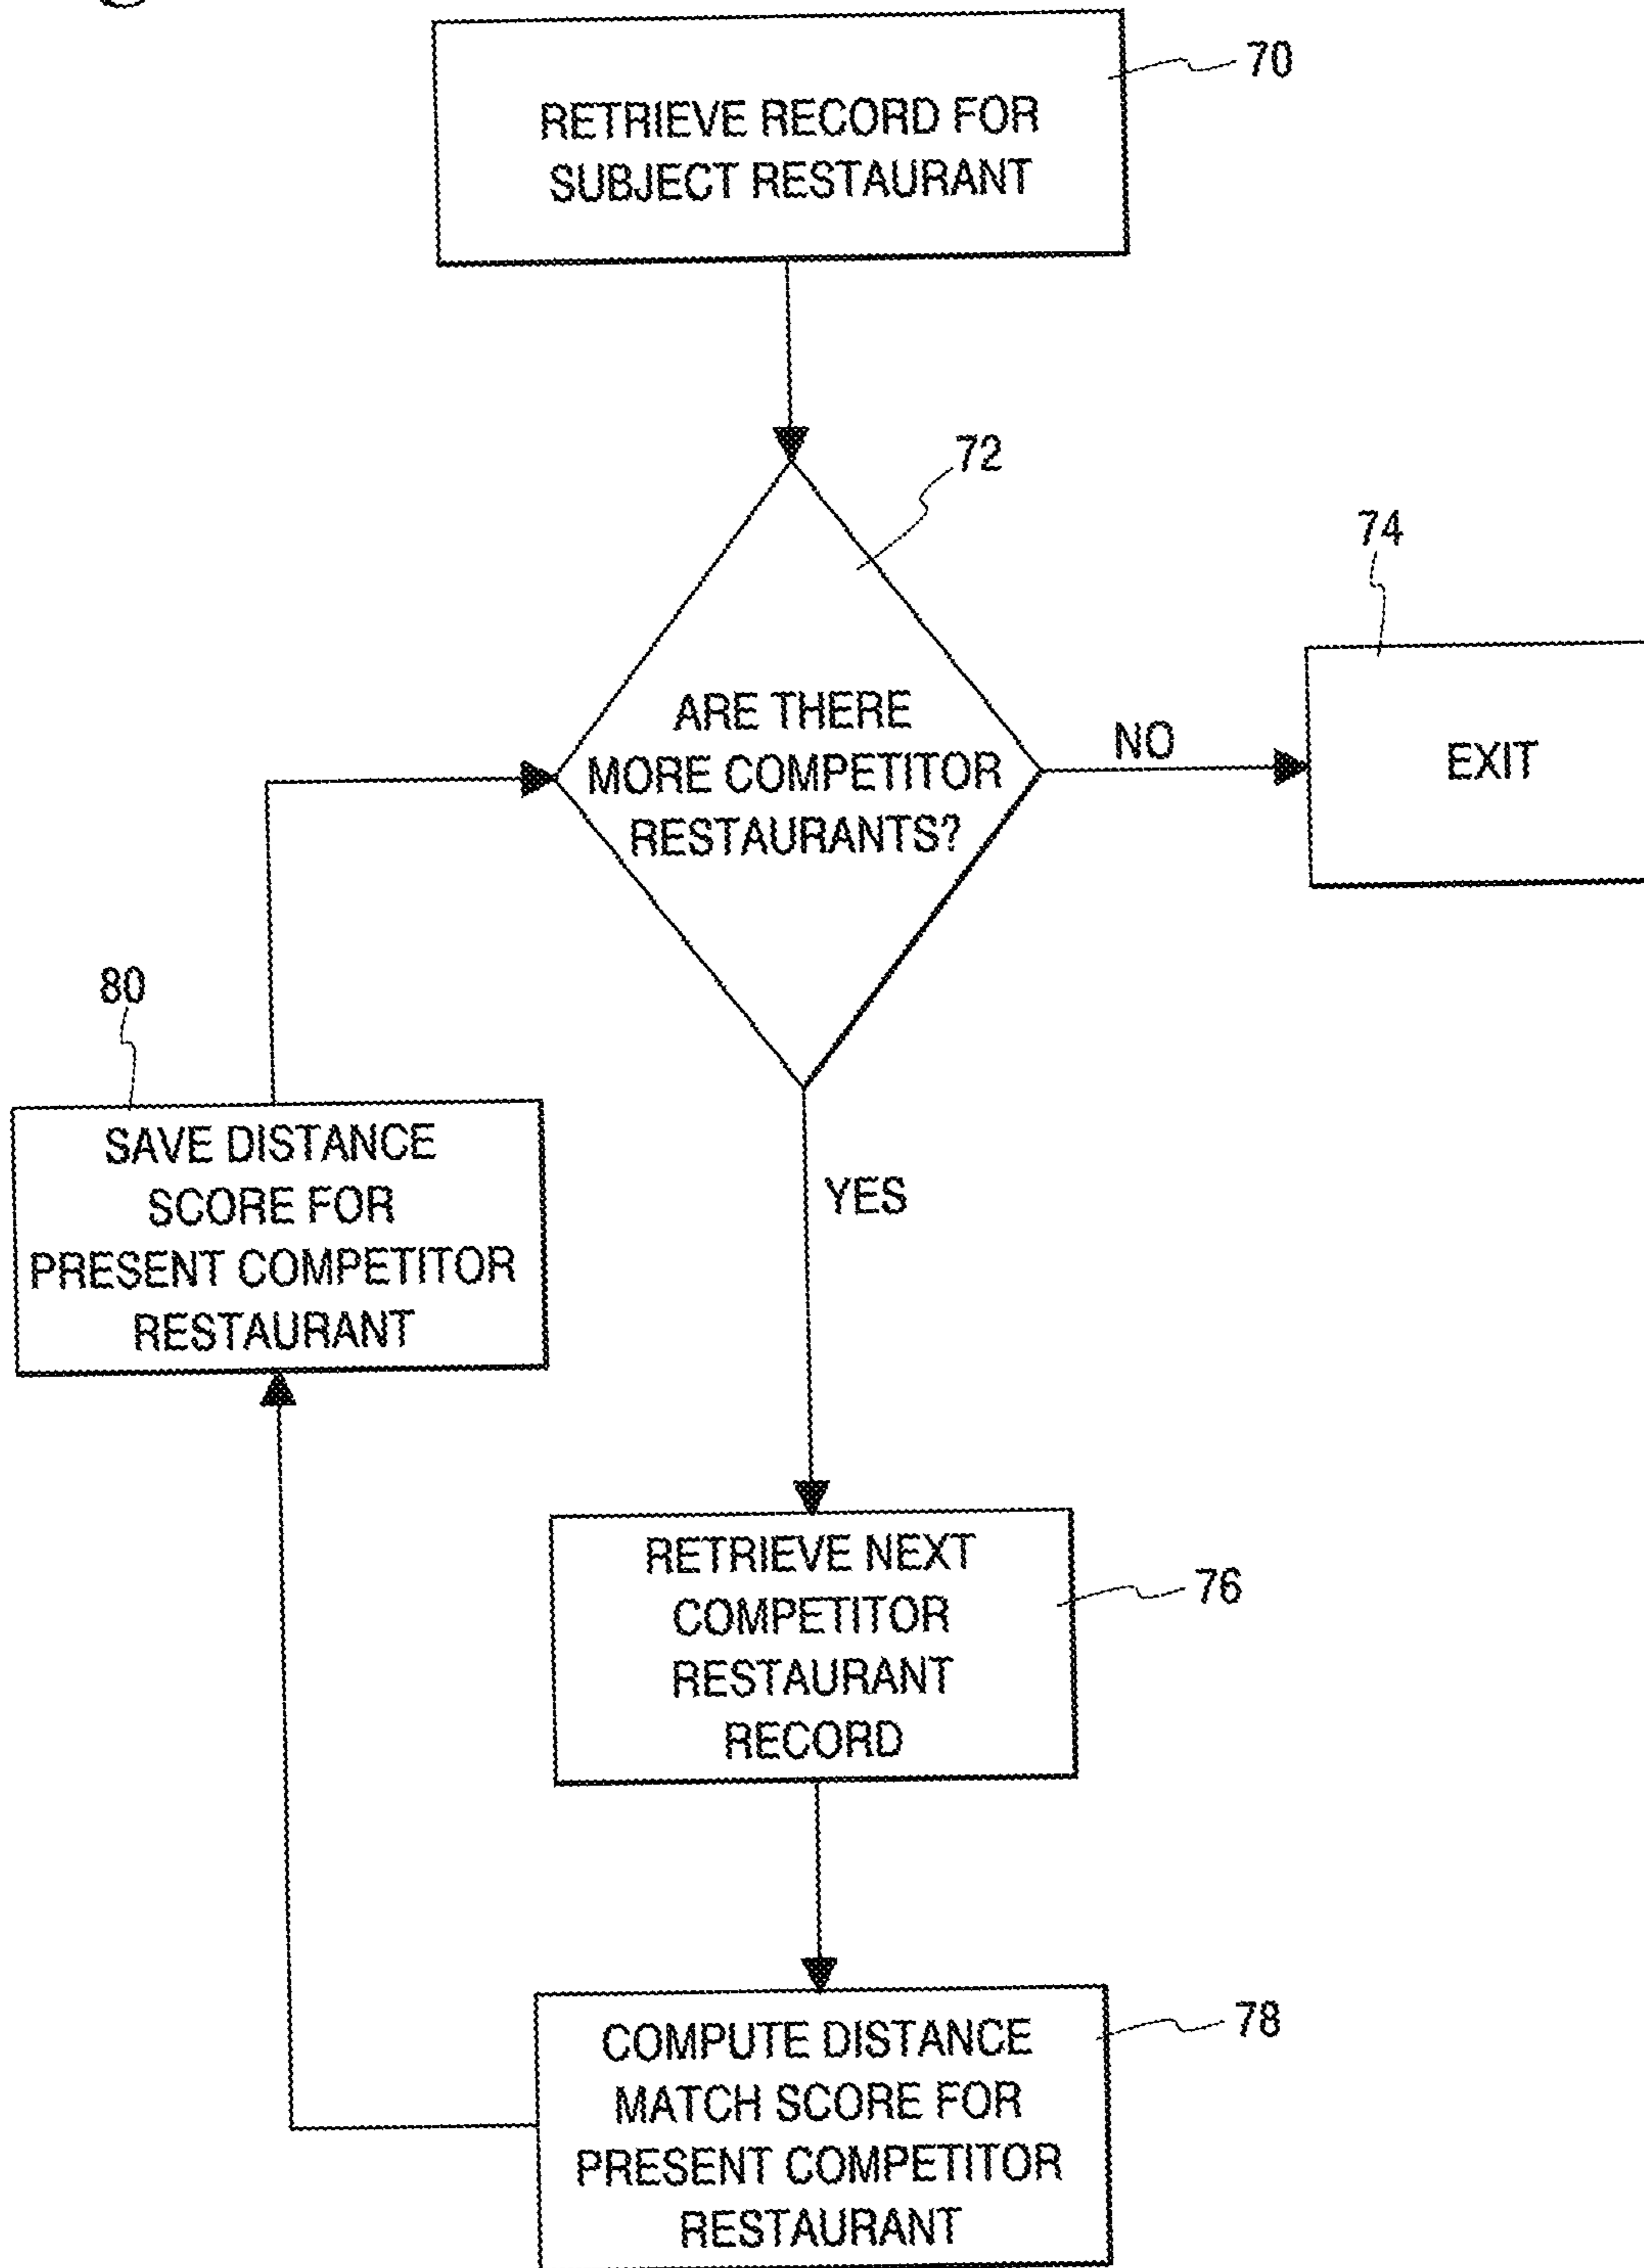 70
RETRIEVE RECORD FOR
SUBJECT RESTAURANT
72
74
ARE THERE
MORE COMPETITOR
RESTAURANTS?
NO
EXIT
80
SAVE DISTANCE
SCORE FOR
PRESENT COMPETITOR
RESTAURANT
YES
RETRIEVE NEXT
COMPETITOR
RESTAURANT
RECORD
76
COMPUTE DISTANCE
MATCH SCORE FOR
PRESENT COMPETITOR
RESTAURANT
78